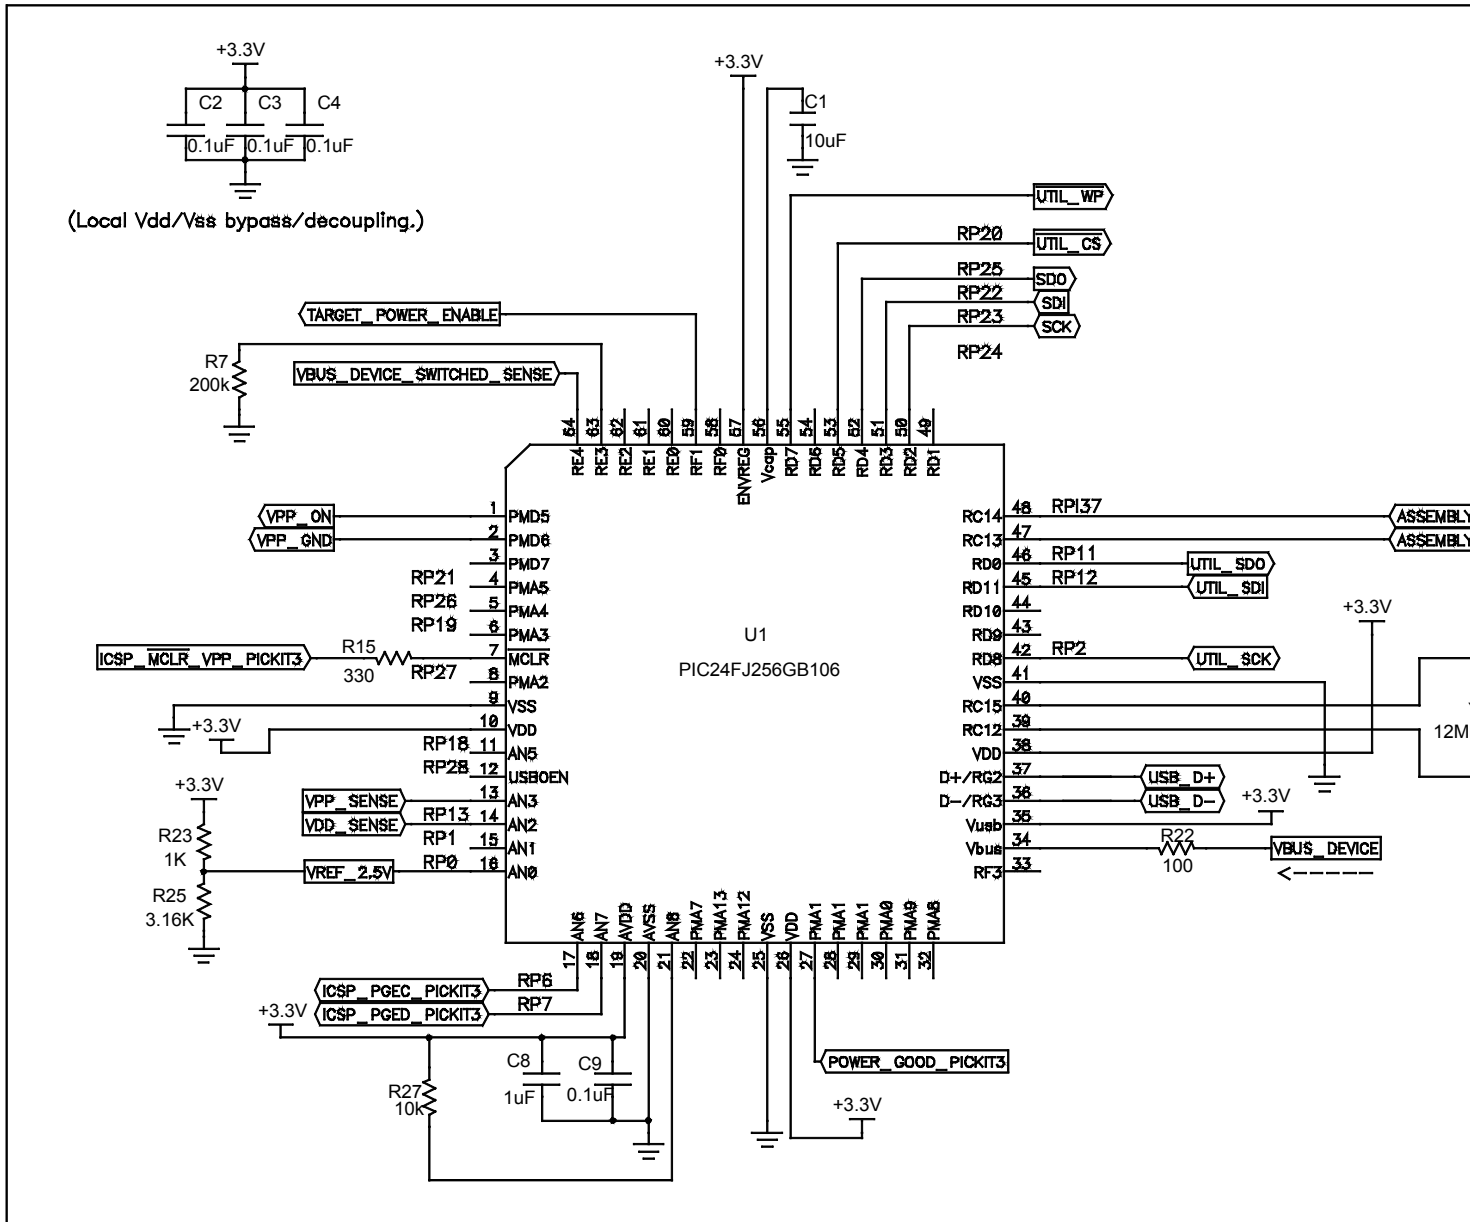 +3.3V
C2 C3 C4
0.1uF 0.1uF 0.1uF
(Local Vdd/Vss bypass/decoupling.)
+3.3V
C1
10uF
UTIL_WP
RP20 UTIL_CS
RP25 SDO
RP22 SDI
RP23 SCK
RP24
TARGET_POWER_ENABLE
R7
200k
VBUS_DEVICE_SWITCHED_SENSE
64 63 62 61 60 59 58 57 56 55 54 53 52 51 50 49
RE4 RE3 RE2 RE1 RE0 RF1 RF0 ENVREG Vcap RD7 RD6 RD5 RD4 RD3 RD2 RD1
VPP_ON 1 PMD5
VPP_GND 2 PMD6
3 PMD7
RP21 4 PMA5
RP26 5 PMA4
RP19 6 PMA3
ICSP_MCLR_VPP_PICKIT3 R15 330 7 MCLR
RP27 8 PMA2
9 VSS
+3.3V 10 VDD
RP18 11 AN5
RP28 12 USBOEN
+3.3V
VPP_SENSE 13 AN3
VDD_SENSE RP13 14 AN2
R23
1K
RP1 15 AN1
VREF_2.5V RP0 16 AN0
R25
3.16K
U1
PIC24FJ256GB106
RC14 48 RPI37 ASSEMBLY
RC13 47 ASSEMBLY
RD0 46 RP11 UTIL_SDO
RD11 45 RP12 UTIL_SDI
RD10 44
RD9 43
+3.3V
RD8 42 RP2 UTIL_SCK
VSS 41
RC15 40
RC12 39
12M
VDD 38
D+/RG2 37 USB_D+
D-/RG3 36 USB_D-
Vusb 35 +3.3V
Vbus 34 R22 100 VBUS_DEVICE
RF3 33
AN6 AN7 AVDD AVSS AN8 PMA7 PMA13 PMA12 VSS VDD PMA1 PMA1 PMA1 PMA0 PMA9 PMA8
17 18 19 20 21 22 23 24 25 26 27 28 29 30 31 32
ICSP_PGEC_PICKIT3 RP6
ICSP_PGED_PICKIT3 RP7
+3.3V
C8 C9
1uF 0.1uF
R27
10k
POWER_GOOD_PICKIT3
+3.3V